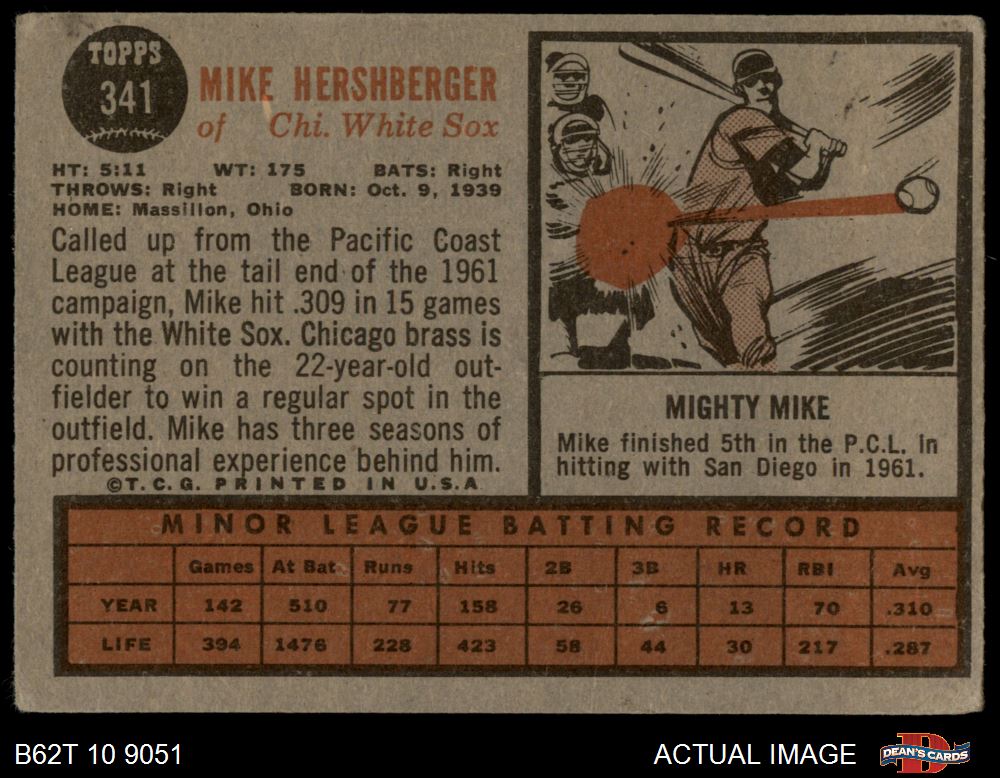 TOPPS
341
MIKE HERSHBERGER
of Chi. White Sox
HT: 5:11 WT: 175 BATS: Right
THROWS: Right BORN: Oct. 9, 1939
HOME: Massillon, Ohio
Called up from the Pacific Coast
League at the tail end of the 1961
campaign, Mike hit .309 in 15 games
with the White Sox. Chicago brass is
counting on the 22-year-old out-
fielder to win a regular spot in the
outfield. Mike has three seasons of
professional experience behind him.
©T.C.G. PRINTED IN U.S.A
MIGHTY MIKE
Mike finished 5th in the P.C.L. in
hitting with San Diego in 1961.
MINOR LEAGUE BATTING RECORD
Games At Bat Runs Hits 2B 3B HR RBI Avg
YEAR 142 510 77 158 26 6 13 70 .310
LIFE 394 1476 228 423 58 44 30 217 .287
B62T 10 9051 ACTUAL IMAGE DEAN'S CARDS